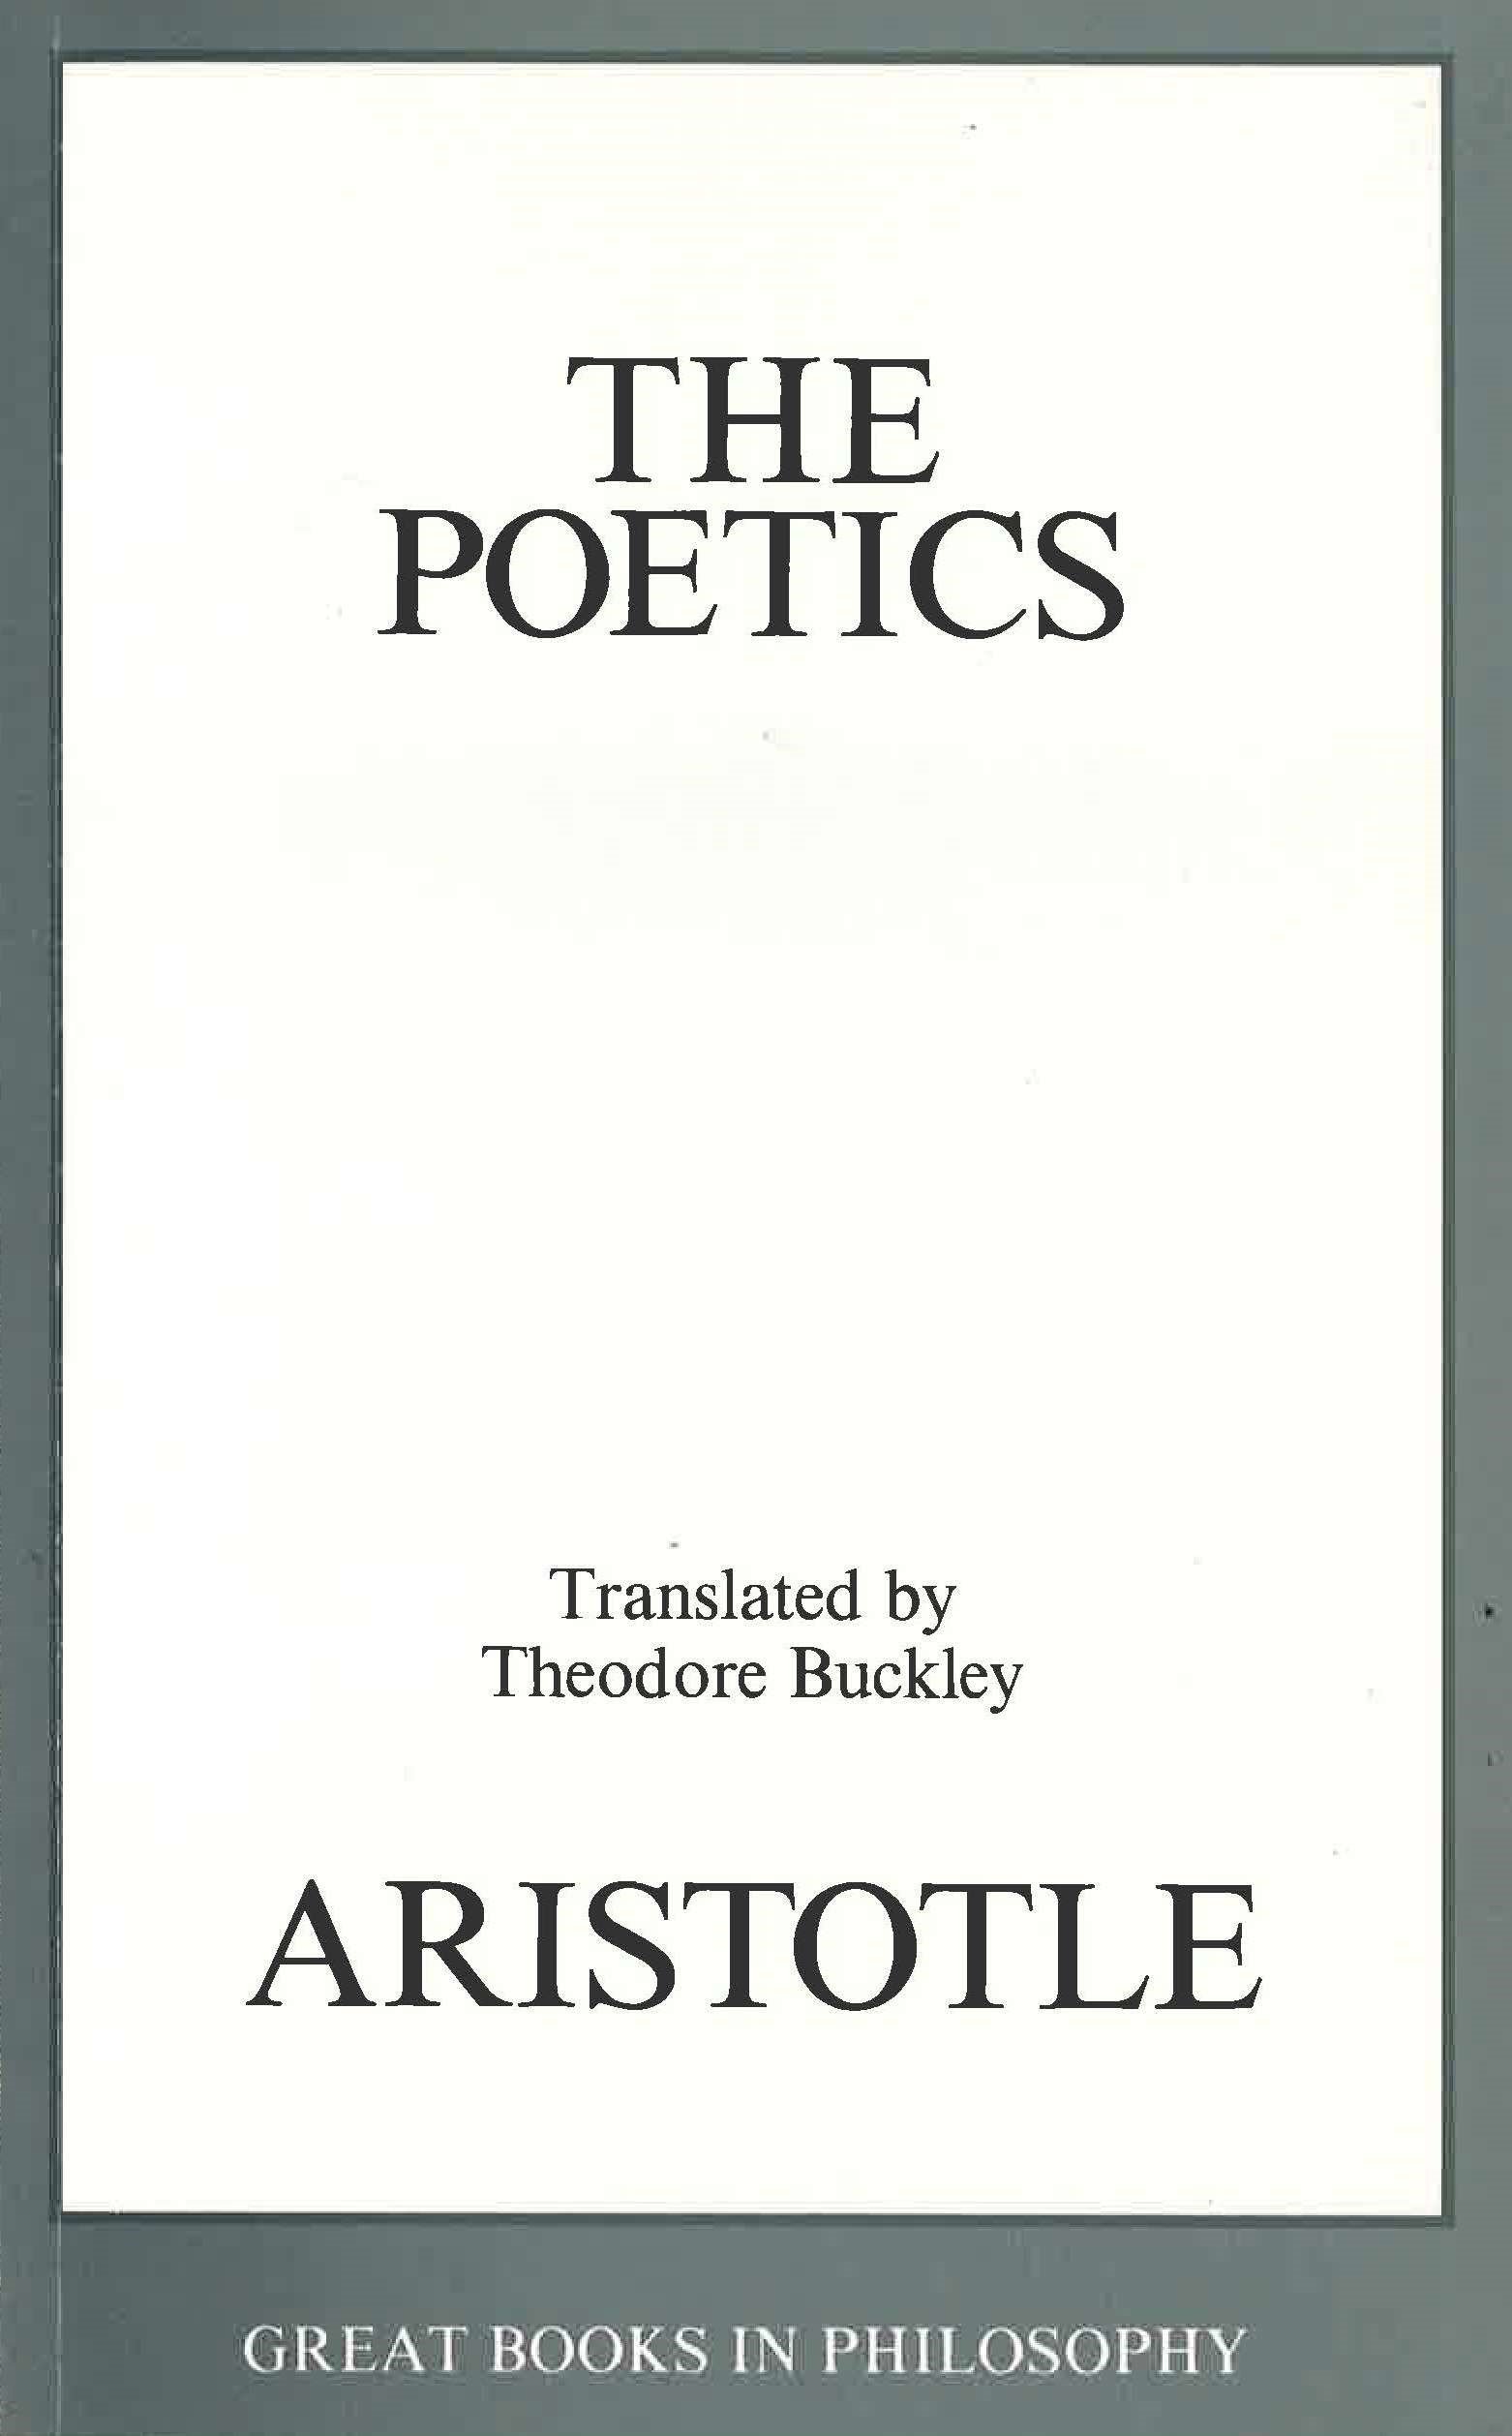 THE
POETICS
Translated by
Theodore Buckley
ARISTOTLE
GREAT BOOKS IN PHILOSOPHY